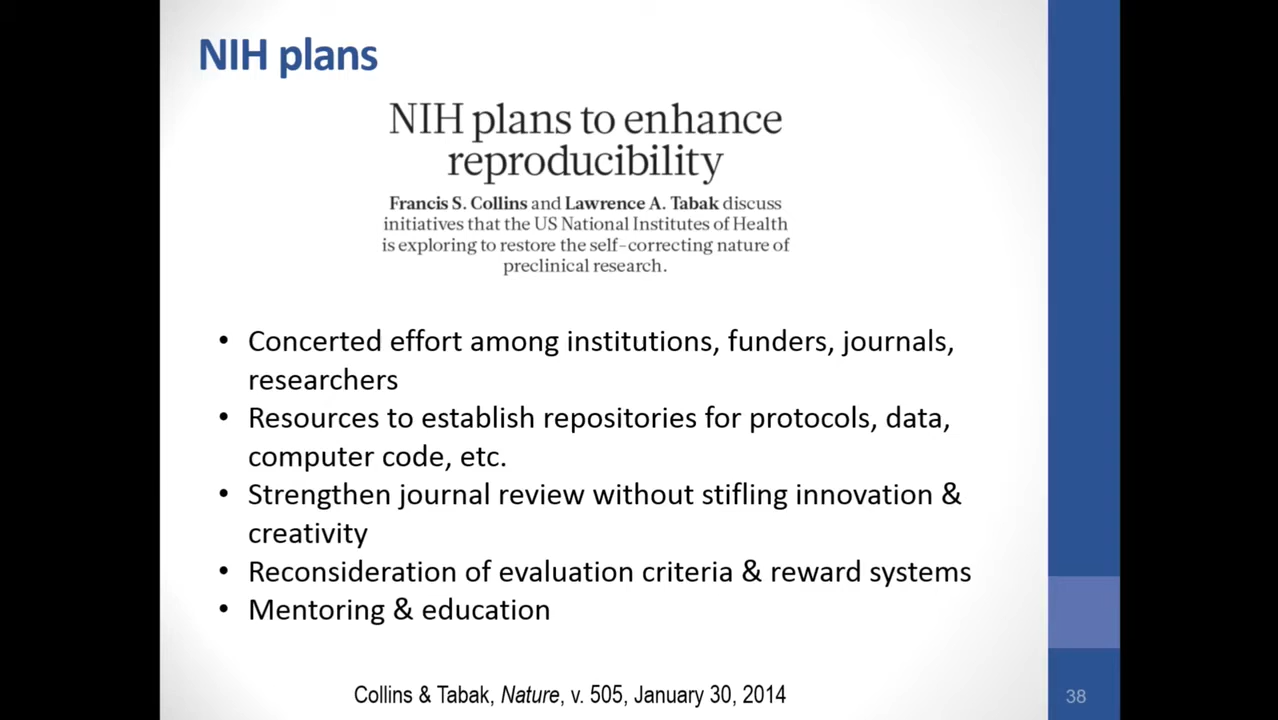 NIH plans
NIH plans to enhance
reproducibility
Francis S. Collins and Lawrence A. Tabak discuss
initiatives that the US National Institutes of Health
is exploring to restore the self-correcting nature of
preclinical research.
• Concerted effort among institutions, funders, journals,
researchers
• Resources to establish repositories for protocols, data,
computer code, etc.
• Strengthen journal review without stifling innovation &
creativity
• Reconsideration of evaluation criteria & reward systems
• Mentoring & education
Collins & Tabak, Nature, v. 505, January 30, 2014
38